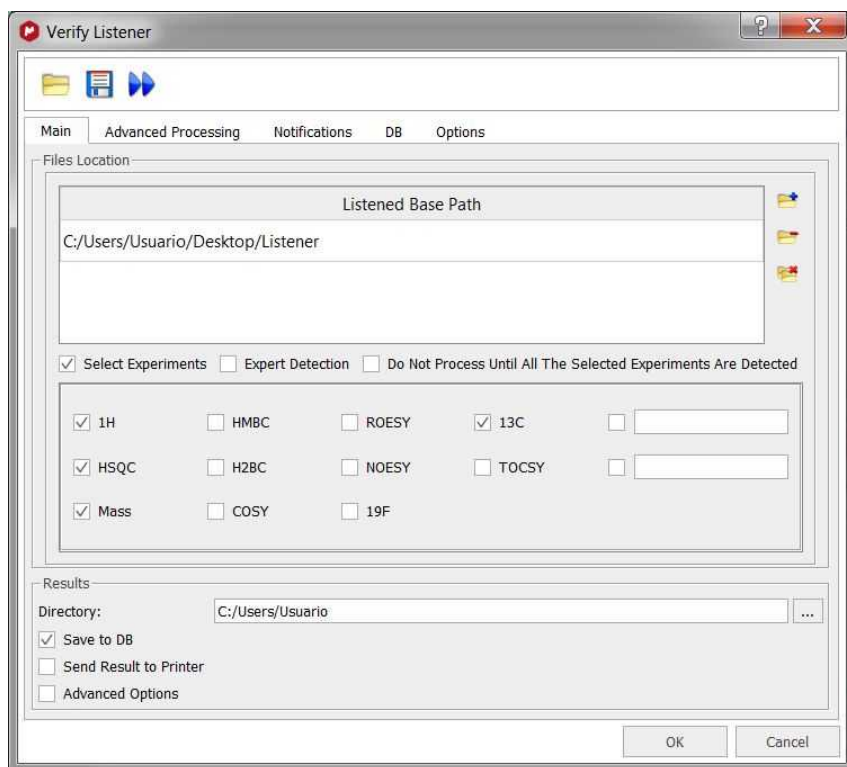 Verify Listener
Main Advanced Processing Notifications DB Options
Files Location
Listened Base Path
C:/Users/Usuario/Desktop/Listener
Select Experiments Expert Detection Do Not Process Until All The Selected Experiments Are Detected
1H HMBC ROESY 13C
HSQC H2BC NOESY TOCSY
Mass COSY 19F
Results
Directory: C:/Users/Usuario ...
Save to DB
Send Result to Printer
Advanced Options
OK Cancel